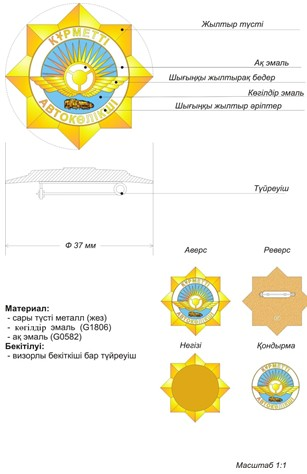 Жылтыр түсті
ҚҰРМЕТТІ
Ақ эмаль
Шығыңқы жылтырақ бедер
Көгілдір эмаль
АВТОКӨЛІКШІ
Шығыңқы жылтыр әріптер
Түйреуіш
Ф 37 мм
Аверс
Реверс
Материал:
- сары түсті металл (жез)
- көгілдір эмаль (G1806)
- ақ эмаль (G0582)
Бекітілуі:
- визорлы бекіткіші бар түйреуіш
Негізі
Қондырма
Масштаб 1:1